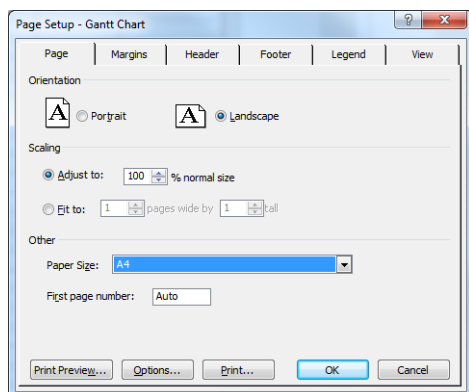 Page Setup - Gantt Chart
Page Margins Header Footer Legend View
Orientation
A Portrait A Landscape
Scaling
Adjust to: 100 % normal size
Fit to: 1 pages wide by 1 tall
Other
Paper Size: A4
First page number: Auto
Print Preview... Options... Print... OK Cancel